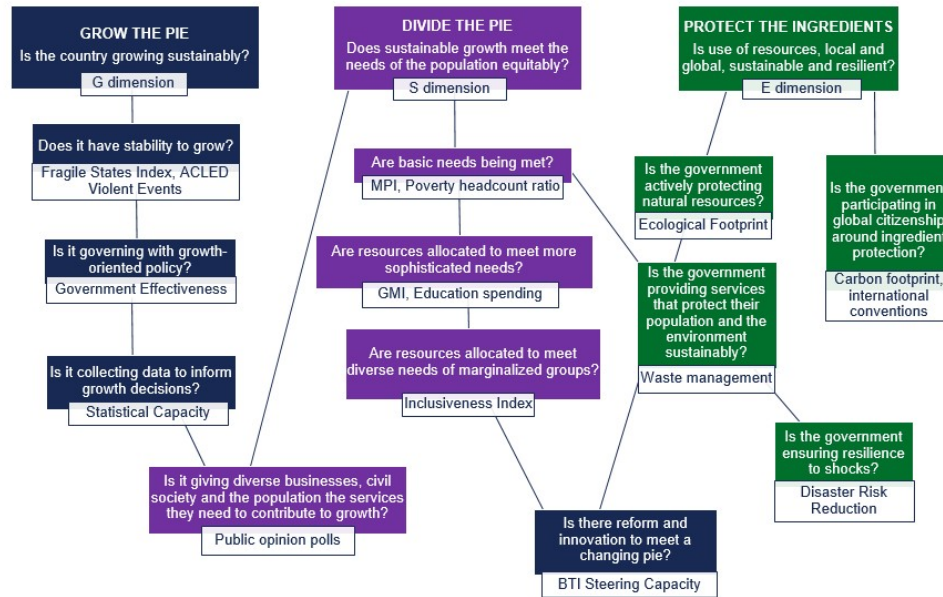 GROW THE PIE
Is the country growing sustainably?
G dimension
Does it have stability to grow?
Fragile States Index, ACLED
Violent Events
Is it governing with growth-
oriented policy?
Government Effectiveness
Is it collecting data to inform
growth decisions?
Statistical Capacity
Is it giving diverse businesses, civil
society and the population the services
they need to contribute to growth?
Public opinion polls
DIVIDE THE PIE
Does sustainable growth meet the
needs of the population equitably?
S dimension
Are basic needs being met?
MPI, Poverty headcount ratio
Are resources allocated to meet more
sophisticated needs?
GMI, Education spending
Are resources allocated to meet
diverse needs of marginalized groups?
Inclusiveness Index
Is there reform and
innovation to meet a
changing pie?
BTI Steering Capacity
PROTECT THE INGREDIENTS
Is use of resources, local and
global, sustainable and resilient?
E dimension
Is the government
actively protecting
natural resources?
Ecological Footprint
Is the government
providing services
that protect their
population and the
environment
sustainably?
Waste management
Is the government
ensuring resilience
to shocks?
Disaster Risk
Reduction
Is the government
participating in
global citizenship
around ingredient
protection?
Carbon footprint,
international
conventions